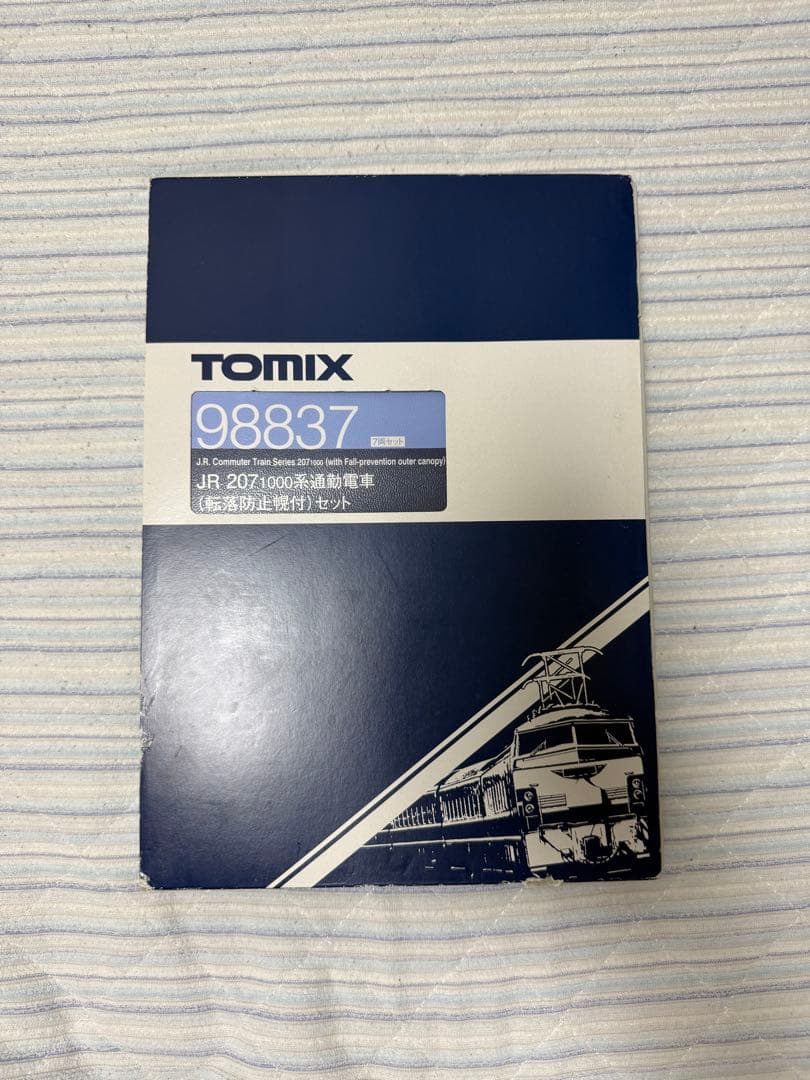 TOMIX
98837 7両セット
J.R. Commuter Train Series 207 1000 (with Fall-prevention outer canopy)
JR 207 1000系通勤電車
(転落防止幌付)セット